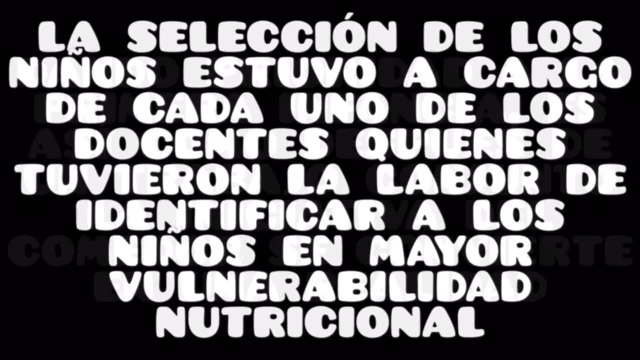 LA SELECCIÓN DE LOS
NIÑOS ESTUVO A CARGO
DE CADA UNO DE LOS
DOCENTES QUIENES
TUVIERON LA LABOR DE
IDENTIFICAR A LOS
NIÑOS EN MAYOR
VULNERABILIDAD
NUTRICIONAL